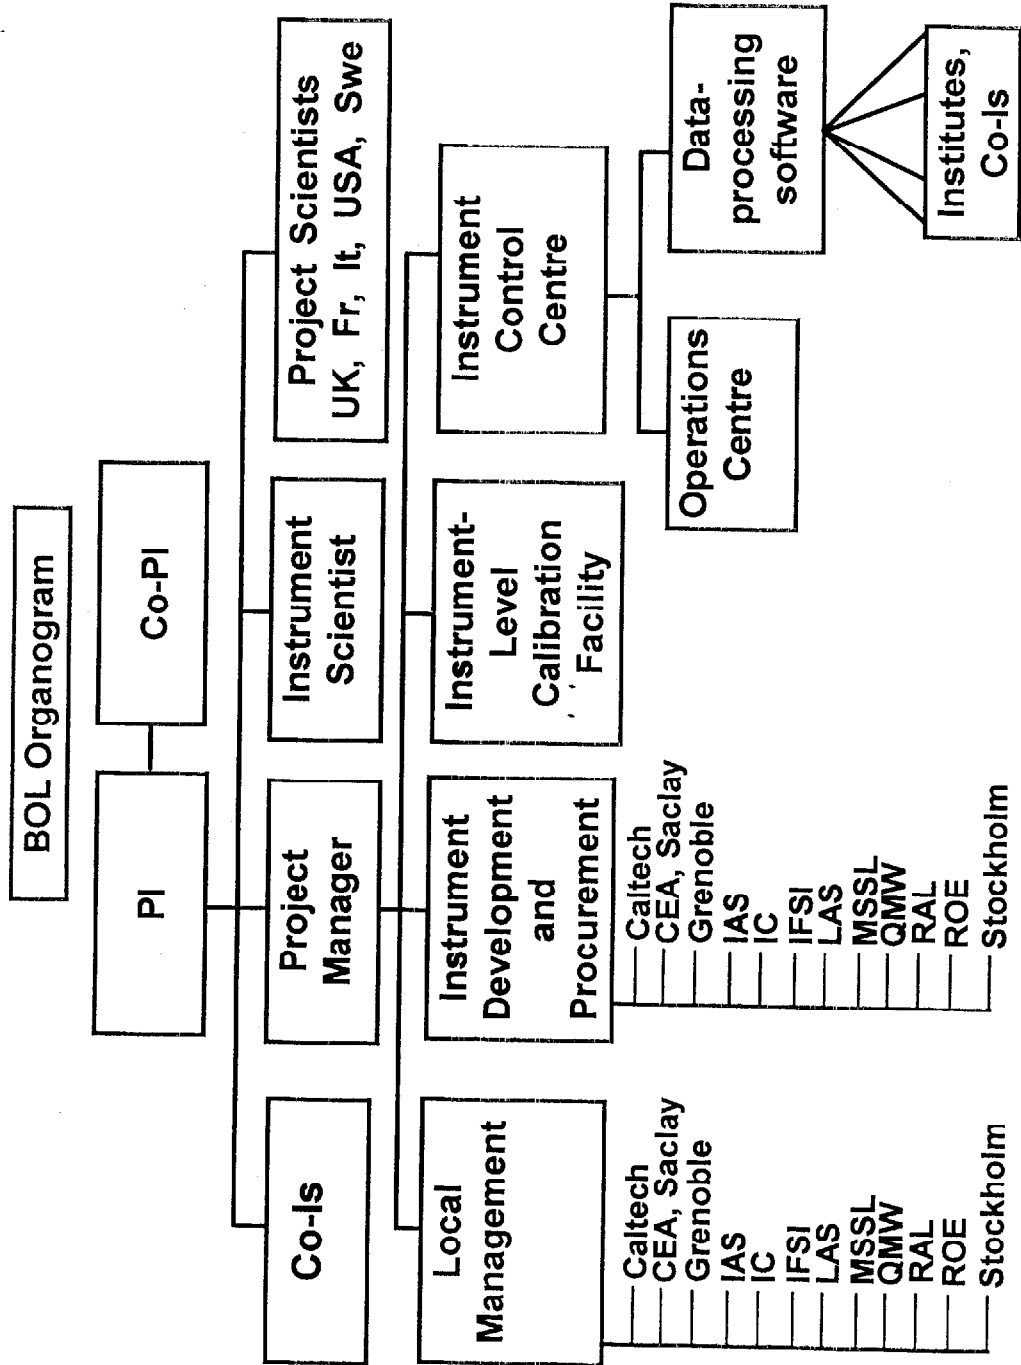 BOL Organogram
PI
Co-PI
Co-Is
Project
Manager
Instrument
Scientist
Project Scientists
UK, Fr, It, USA, Swe
Local
Management
Instrument
Development
and
Procurement
Instrument-
Level
Calibration
Facility
Instrument
Control
Centre
Caltech
CEA, Saclay
Grenoble
IAS
IC
IFSI
LAS
MSSL
QMW
RAL
ROE
Stockholm
Caltech
CEA, Saclay
Grenoble
IAS
IC
IFSI
LAS
MSSL
QMW
RAL
ROE
Stockholm
Operations
Centre
Data-
processing
software
Institutes,
Co-Is